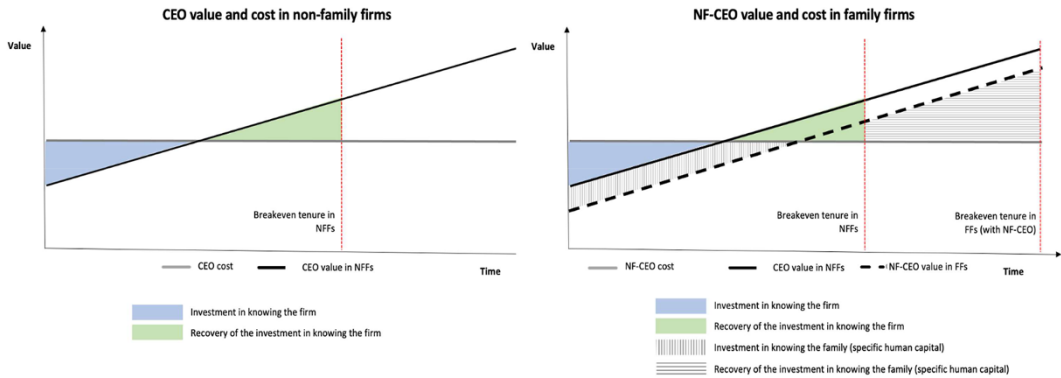 CEO value and cost in non-family firms
Value
Breakeven tenure in
NFFs
CEO cost
CEO value in NFFs
Time
Investment in knowing the firm
Recovery of the investment in knowing the firm
NF-CEO value and cost in family firms
Value
Breakeven tenure in
NFFs
Breakeven tenure in
FFs (with NF-CEO)
NF-CEO cost
CEO value in NFFs
NF-CEO value in FFs
Time
Investment in knowing the firm
Recovery of the investment in knowing the firm
Investment in knowing the family (specific human capital)
Recovery of the investment in knowing the family (specific human capital)